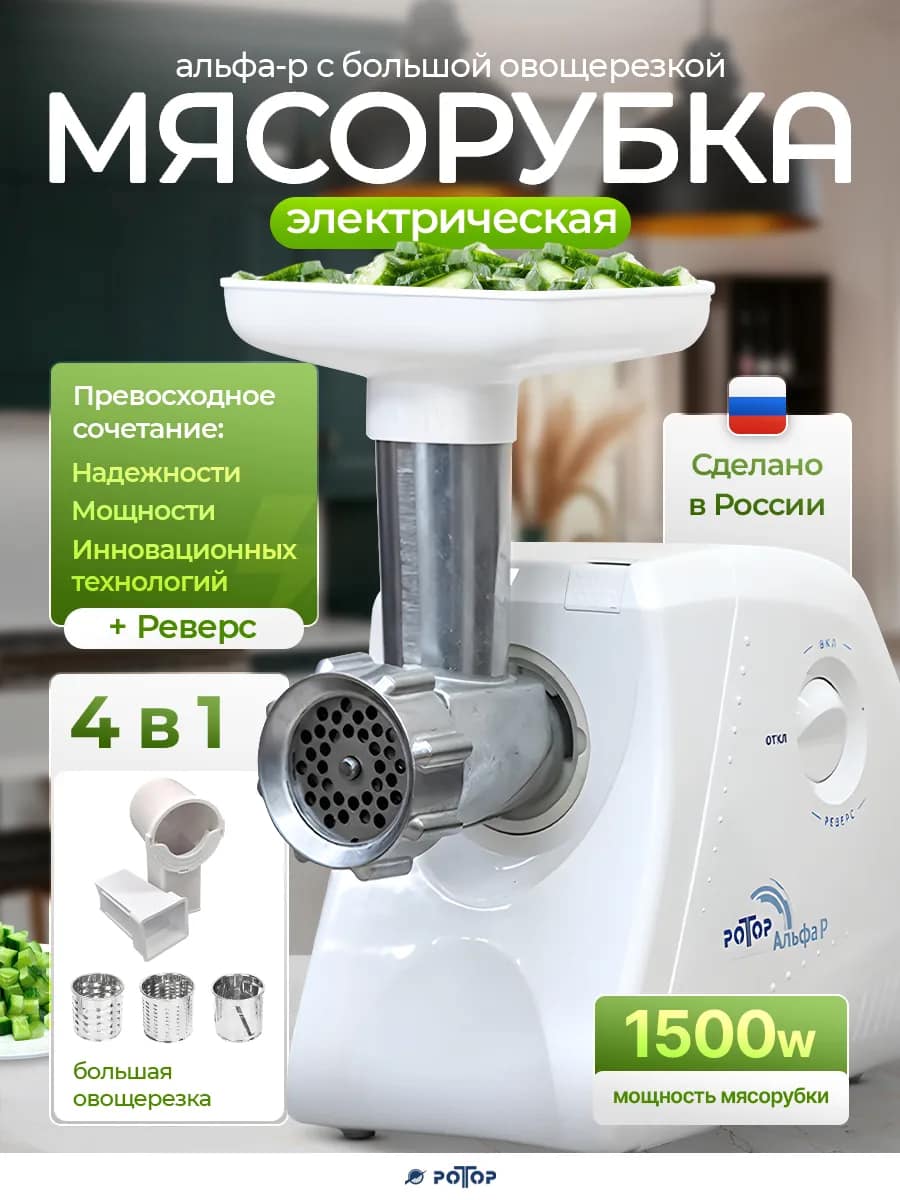 альфа-р с большой овощерезкой
МЯСОРУБКА
электрическая
Превосходное
сочетание:
Надежности
Мощности
Инновационных
технологий
+ Реверс
Сделано
в России
4 в 1
большая
овощерезка
ВКЛ
ОТКЛ
РЕВЕРС
РОТОР
Альфа Р
1500w
мощность мясорубки
РОТОР